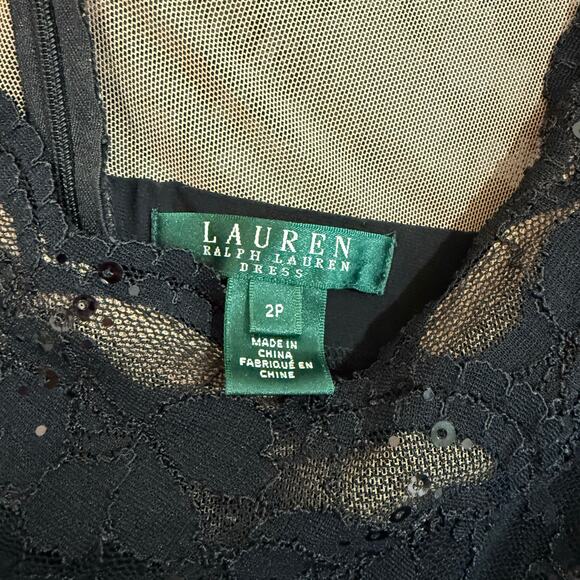 LAUREN
RALPH LAUREN
DRESS
2P
MADE IN
CHINA
FABRIQUÉ EN
CHINE